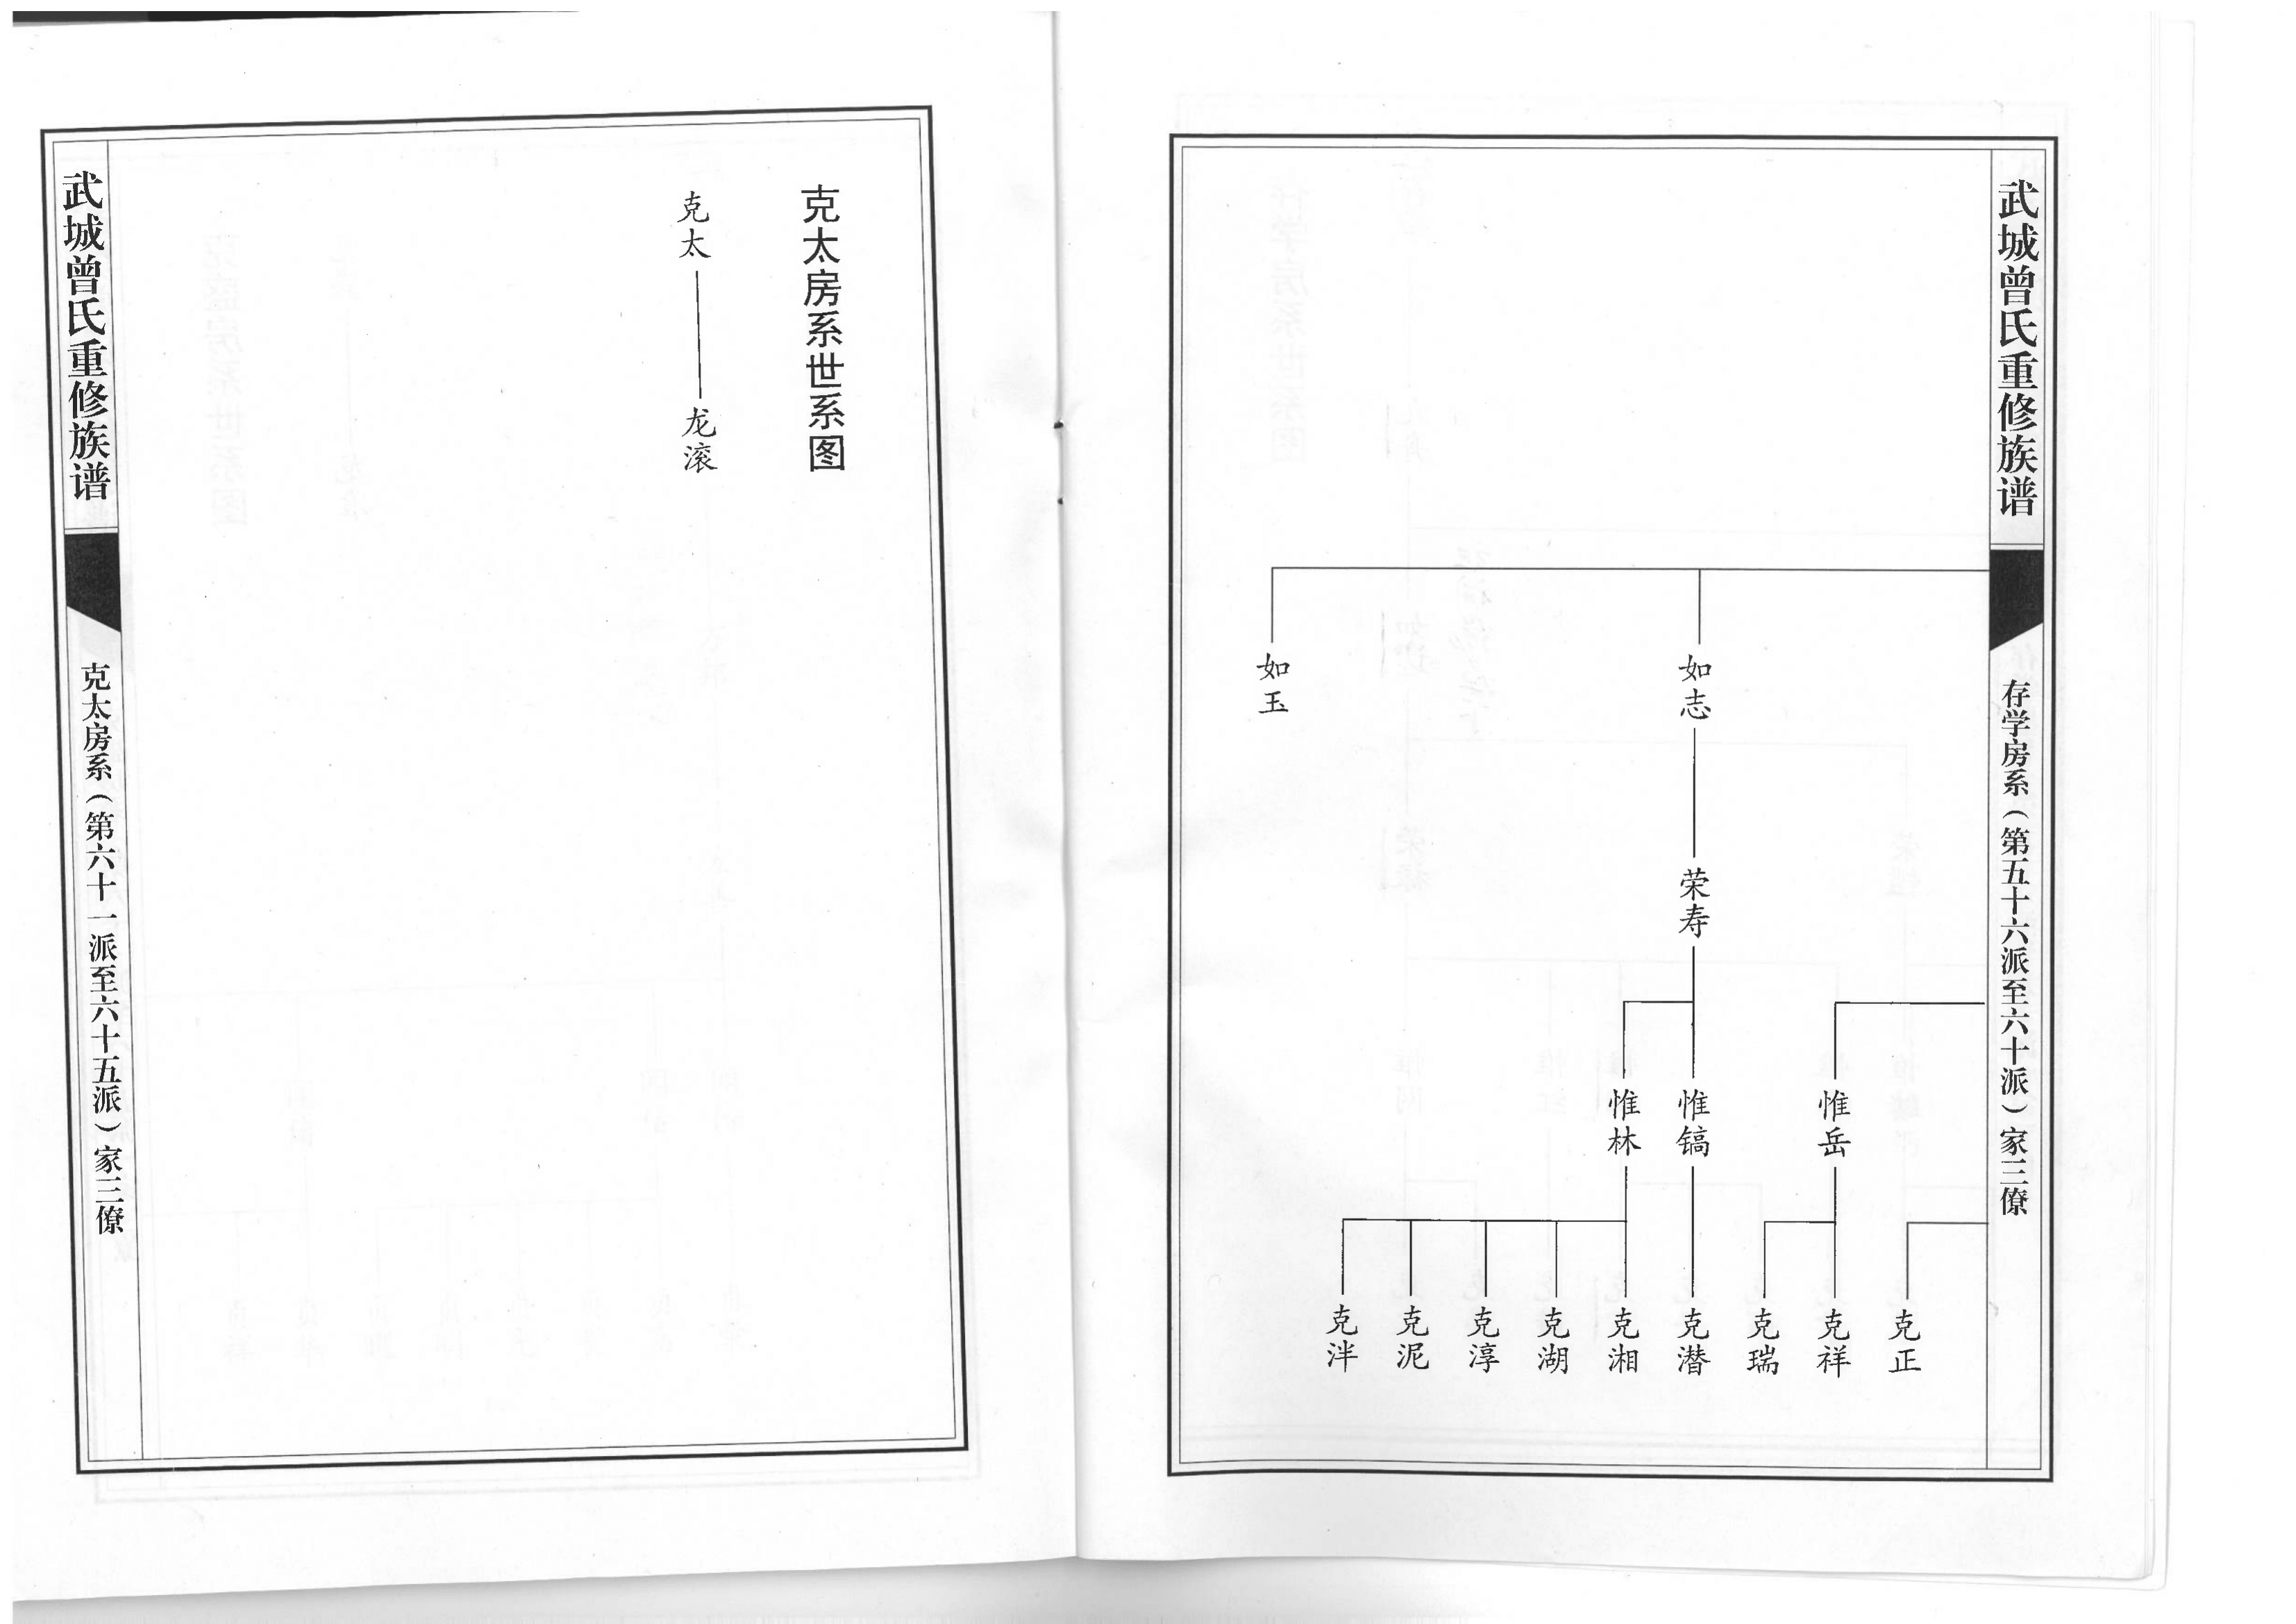 武城曾氏重修族谱
存学房系（第五十六派至六十派）家三僚
如志
如玉
荣寿
惟岳
惟镐
惟林
克正
克祥
克瑞
克潜
克湘
克湖
克淳
克泥
克泮
克太房系世系图
克太
龙滚
武城曾氏重修族谱
克太房系（第六十一派至六十五派）家三僚